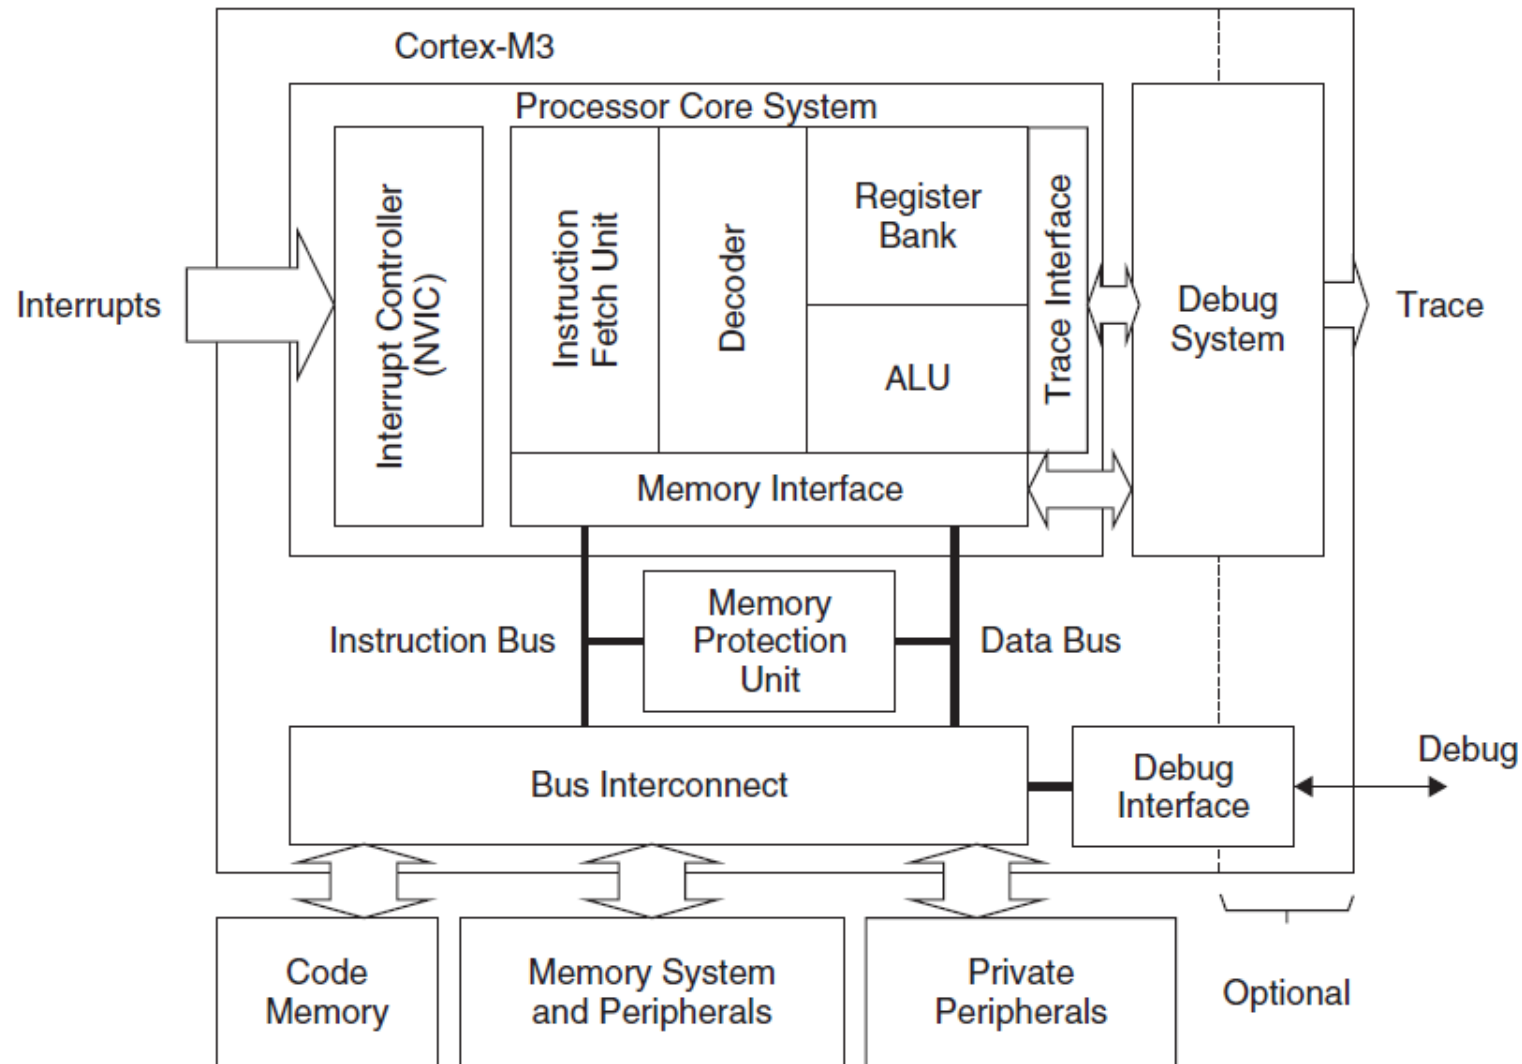 Cortex-M3
Processor Core System
Interrupts
Interrupt Controller
(NVIC)
Instruction
Fetch Unit
Decoder
Register
Bank
ALU
Trace Interface
Memory Interface
Debug
System
Trace
Instruction Bus
Memory
Protection
Unit
Data Bus
Bus Interconnect
Debug
Interface
Debug
Code
Memory
Memory System
and Peripherals
Private
Peripherals
Optional